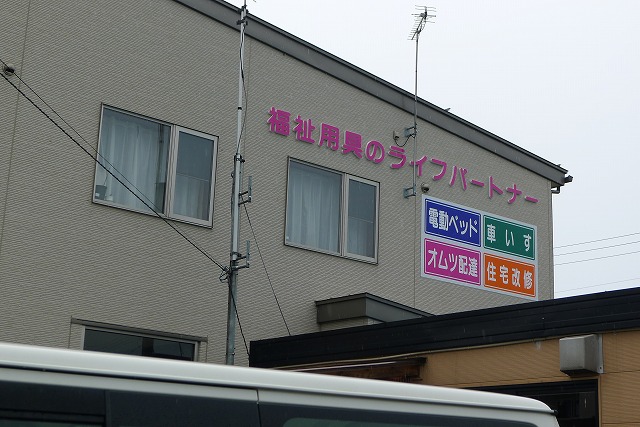 福祉用具のライフパートナー
電動ベッド
車いす
オムツ配達
住宅改修